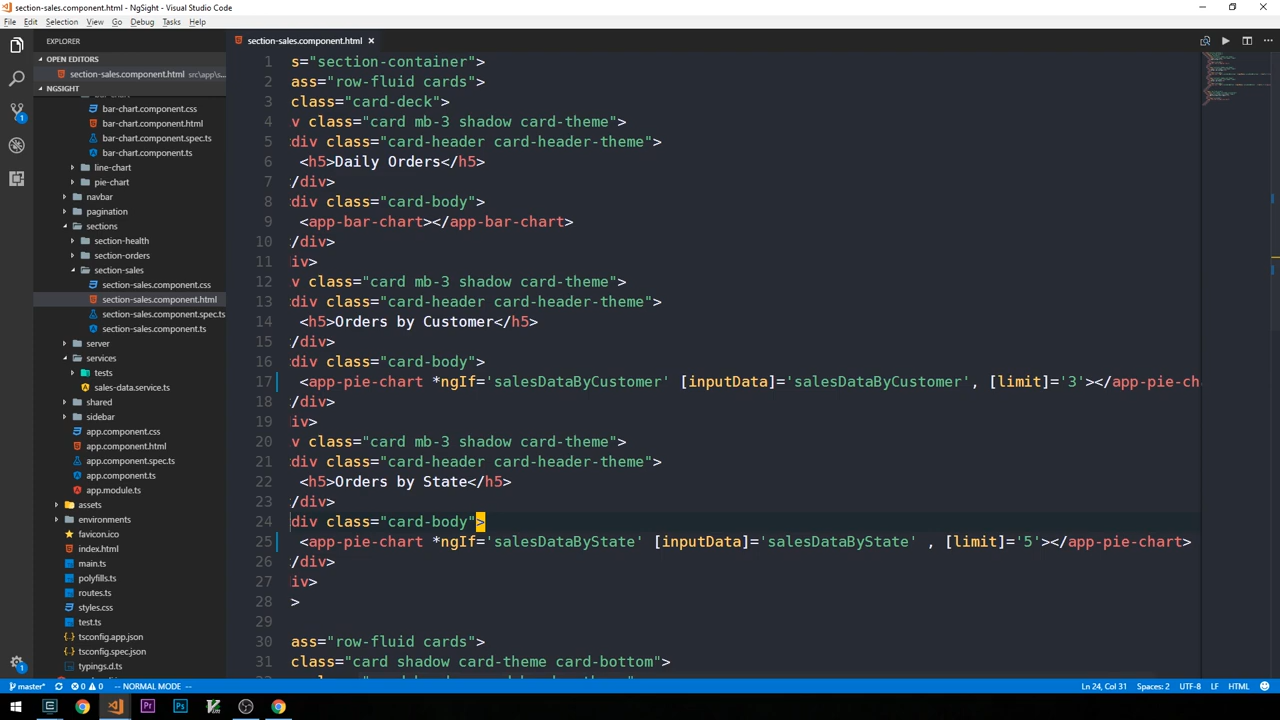 section-sales.component.html - NgSight - Visual Studio Code
File Edit Selection View Go Debug Tasks Help
EXPLORER
OPEN EDITORS
section-sales.component.html src\app\s...
NGSIGHT
bar-chart.component.css
bar-chart.component.html
bar-chart.component.spec.ts
bar-chart.component.ts
line-chart
pie-chart
navbar
pagination
sections
section-health
section-orders
section-sales
section-sales.component.css
section-sales.component.html
section-sales.component.spec.ts
section-sales.component.ts
server
services
tests
sales-data.service.ts
shared
sidebar
app.component.css
app.component.html
app.component.spec.ts
app.component.ts
app.module.ts
assets
environments
favicon.ico
index.html
main.ts
polyfills.ts
routes.ts
styles.css
test.ts
tsconfig.app.json
tsconfig.spec.json
typings.d.ts
section-sales.component.html
1 s="section-container">
2 ass="row-fluid cards">
3 class="card-deck">
4 v class="card mb-3 shadow card-theme">
5 div class="card-header card-header-theme">
6 <h5>Daily Orders</h5>
7 /div>
8 div class="card-body">
9 <app-bar-chart></app-bar-chart>
10 /div>
11 iv>
12 v class="card mb-3 shadow card-theme">
13 div class="card-header card-header-theme">
14 <h5>Orders by Customer</h5>
15 /div>
16 div class="card-body">
17 <app-pie-chart *ngIf='salesDataByCustomer' [inputData]='salesDataByCustomer', [limit]='3'></app-pie-ch
18 /div>
19 iv>
20 v class="card mb-3 shadow card-theme">
21 div class="card-header card-header-theme">
22 <h5>Orders by State</h5>
23 /div>
24 div class="card-body">
25 <app-pie-chart *ngIf='salesDataByState' [inputData]='salesDataByState' , [limit]='5'></app-pie-chart>
26 /div>
27 iv>
28 >
29
30 ass="row-fluid cards">
31 class="card shadow card-theme card-bottom">
master* 0 0 -- NORMAL MODE -- Ln 24, Col 31 Spaces: 2 UTF-8 LF HTML